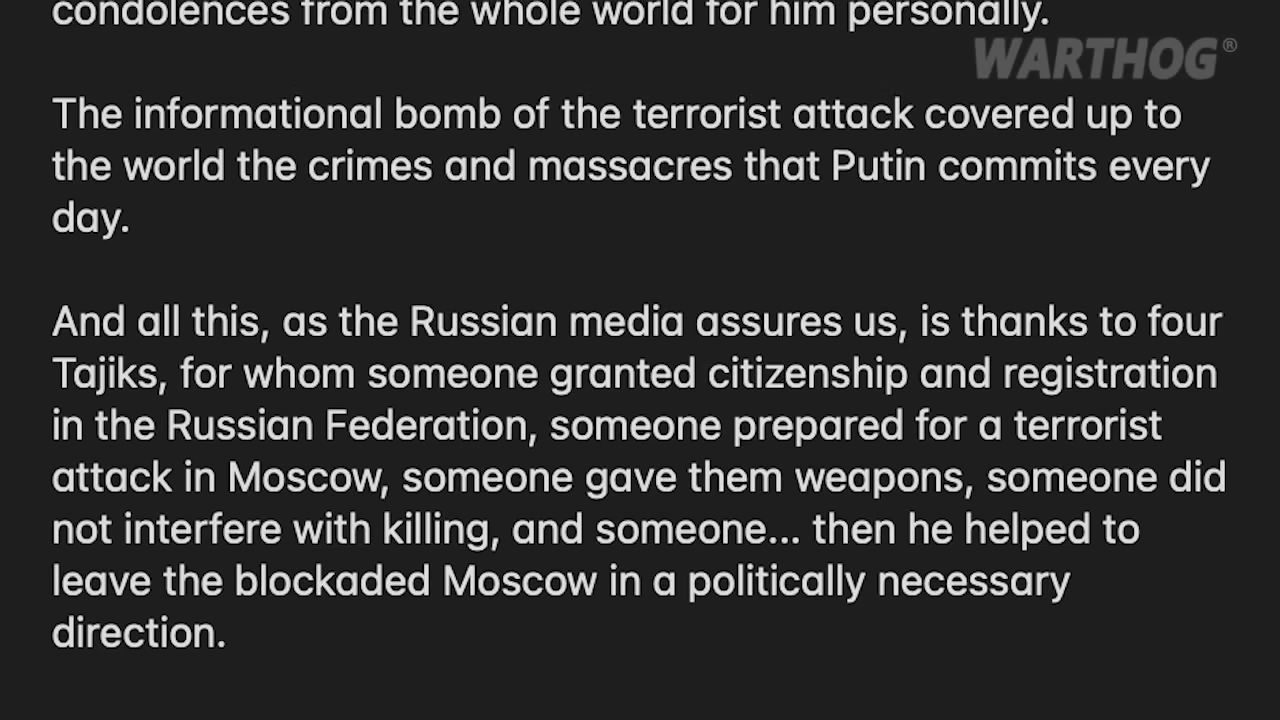 condolences from the whole world for him personally.
WARTHOG®
The informational bomb of the terrorist attack covered up to
the world the crimes and massacres that Putin commits every
day.
And all this, as the Russian media assures us, is thanks to four
Tajiks, for whom someone granted citizenship and registration
in the Russian Federation, someone prepared for a terrorist
attack in Moscow, someone gave them weapons, someone did
not interfere with killing, and someone... then he helped to
leave the blockaded Moscow in a politically necessary
direction.